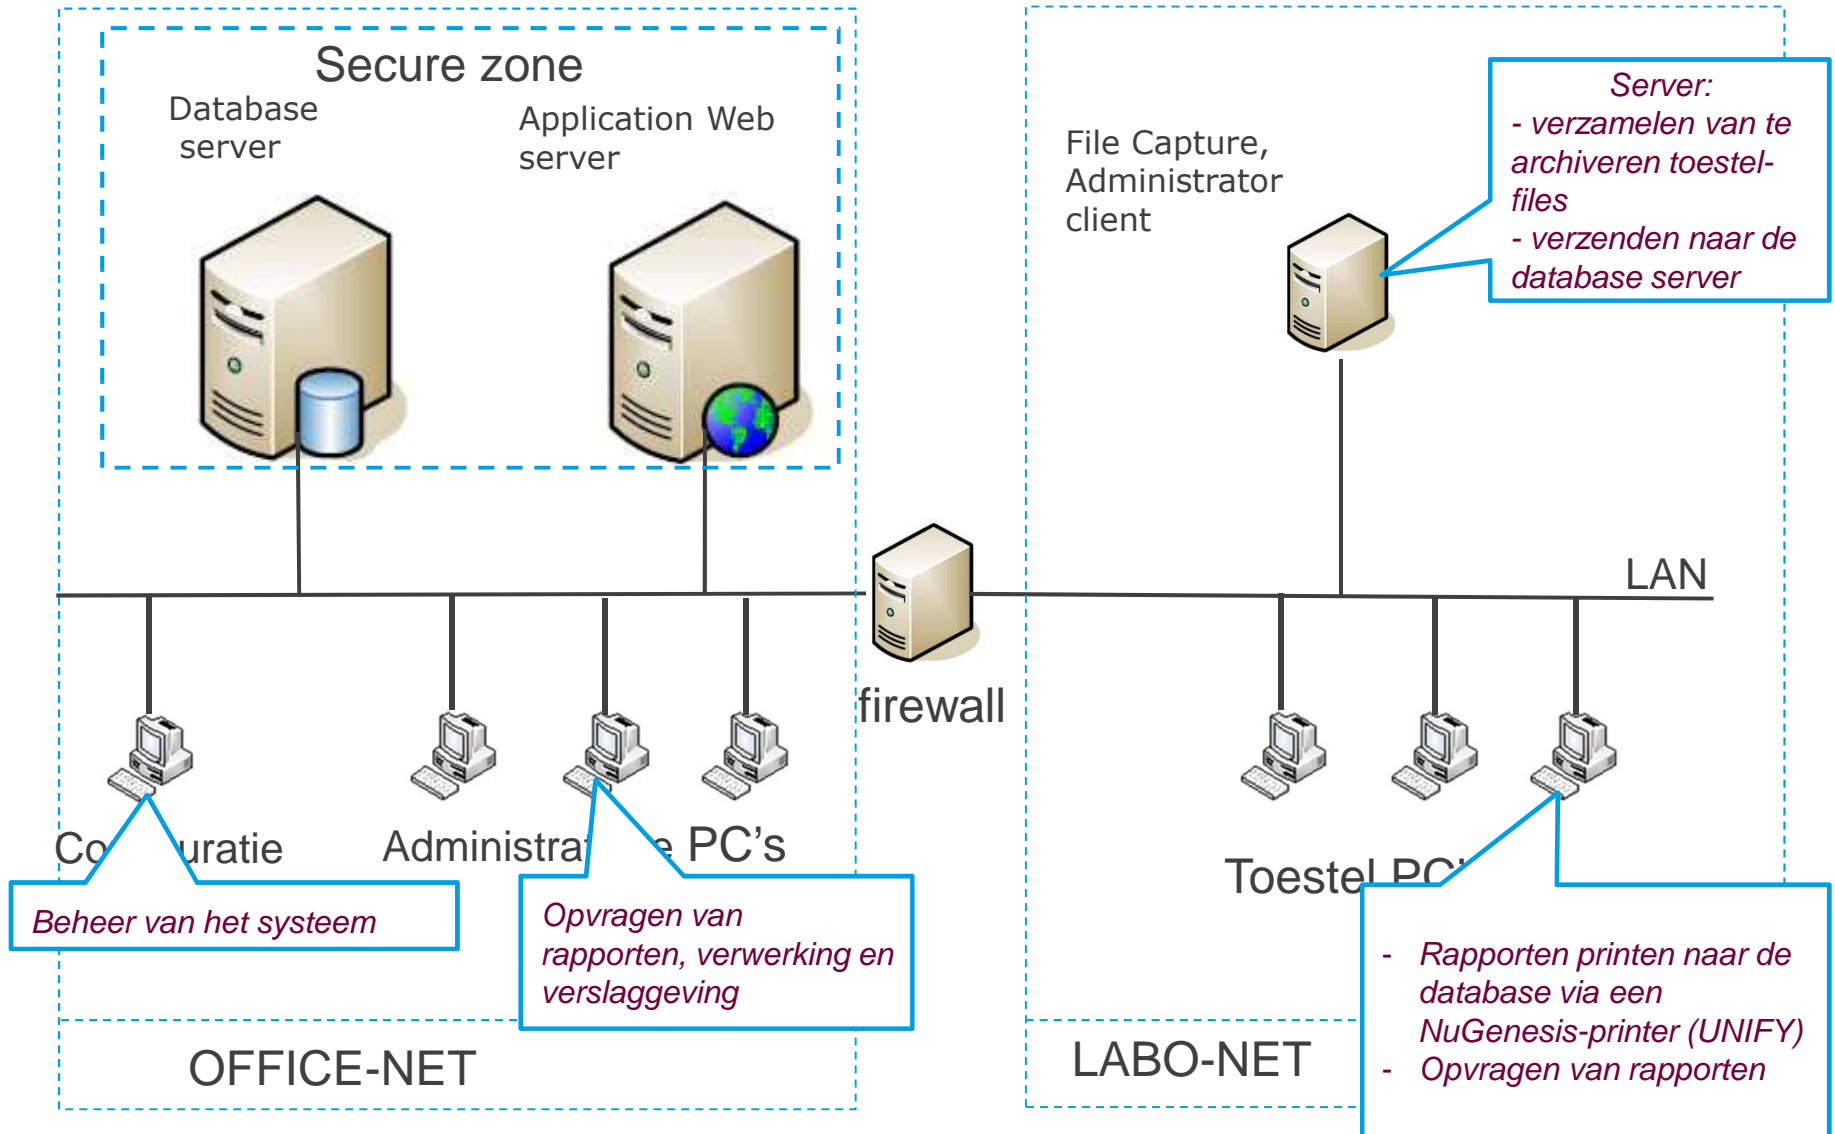 Secure zone
Database
server
Application Web
server
File Capture,
Administrator
client
Server:
- verzamelen van te
archiveren toestel-
files
- verzenden naar de
database server
LAN
firewall
Administra e PC's
Toestel PC'
Beheer van het systeem
Opvragen van
rapporten, verwerking en
verslaggeving
- Rapporten printen naar de
database via een
NuGenesis-printer (UNIFY)
- Opvragen van rapporten
OFFICE-NET
LABO-NET